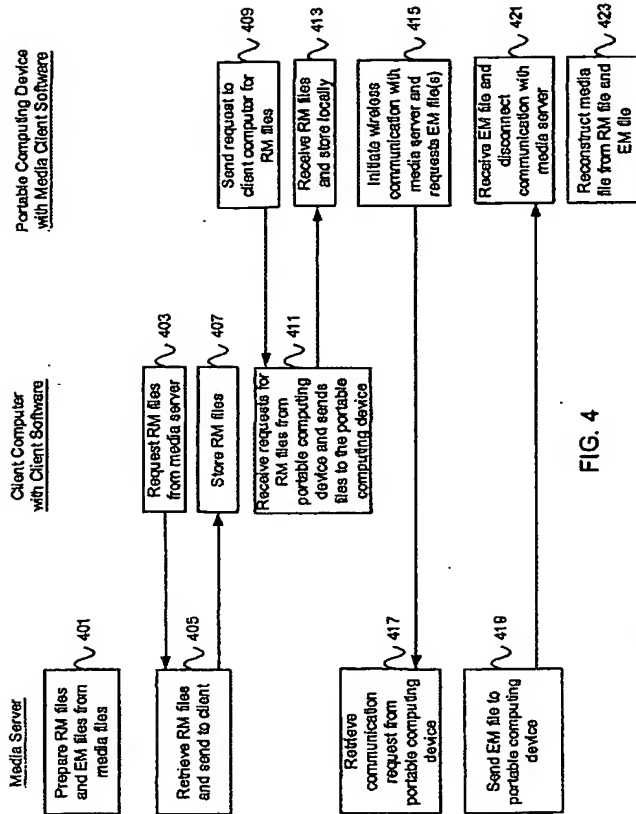 Media Server
Prepare RM files
and EM files from
media files
401
Retrieve RM files
and send to client
405
Retrieve
communication
request from
portable computing
device
417
Send EM file to
portable computing
device
419
Client Computer
with Client Software
Request RM files
from media server
403
Store RM files
407
Receive requests for
RM files from
portable computing
device and sends
files to the portable
computing device
411
Portable Computing Device
with Media Client Software
Send request to
client computer for
RM files
409
Receive RM files
and store locally
413
Initiate wireless
communication with
media server and
requests EM file(s)
415
Receive EM file and
disconnect
communication with
media server
421
Reconstruct media
file from RM file and
EM file
423
FIG. 4